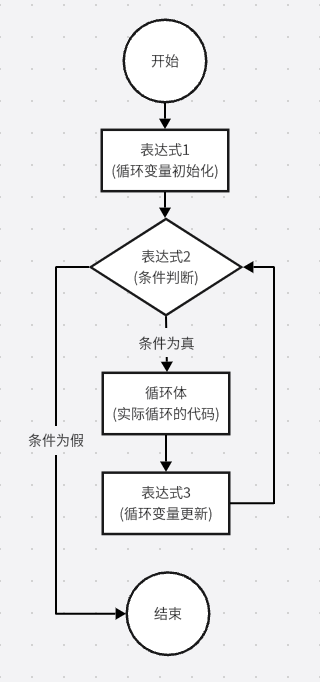 开始
表达式1
(循环变量初始化)
表达式2
(条件判断)
条件为真
循环体
(实际循环的代码)
条件为假
表达式3
(循环变量更新)
结束